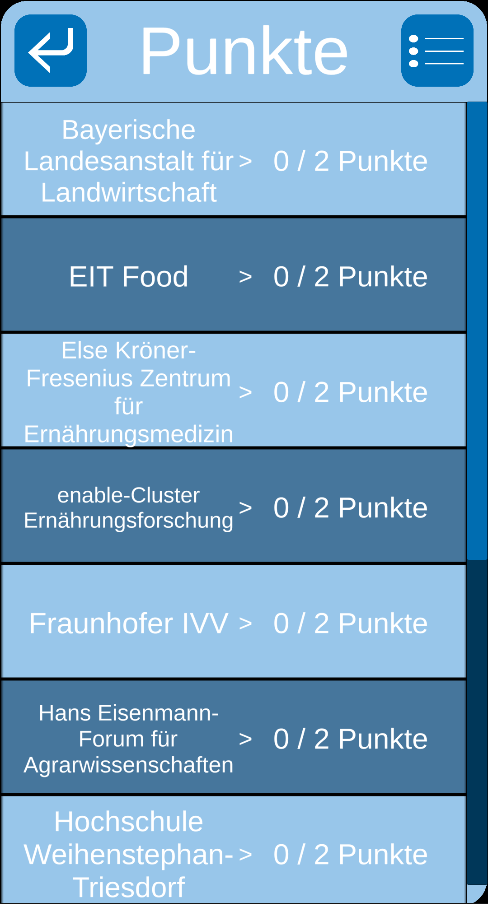 Punkte
Bayerische
Landesanstalt für
Landwirtschaft
> 0 / 2 Punkte
EIT Food > 0 / 2 Punkte
Else Kröner-
Fresenius Zentrum
für
Ernährungsmedizin
> 0 / 2 Punkte
enable-Cluster
Ernährungsforschung
> 0 / 2 Punkte
Fraunhofer IVV > 0 / 2 Punkte
Hans Eisenmann-
Forum für
Agrarwissenschaften
> 0 / 2 Punkte
Hochschule
Weihenstephan-
Triesdorf
> 0 / 2 Punkte